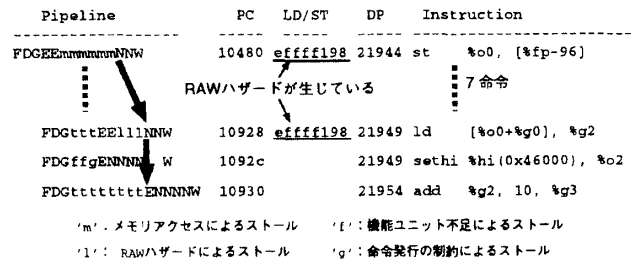 Pipeline PC LD/ST DP Instruction
FDGEEmmmmmmNNW 10480 effff198 21944 st %o0, [%fp-96]
RAWハザードが生じている 7 命令
FDGtttEElllNNW 10928 effff198 21949 ld [%o0+%g0], %g2
FDGffgENNNN W 1092c 21949 sethi %hi(0x46000), %o2
FDGttttttttENNNW 10930 21954 add %g2, 10, %g3
'm'. メモリアクセスによるストール 'f':機能ユニット不足によるストール
'l': RAWハザードによるストール 'g':命令発行の制約によるストール